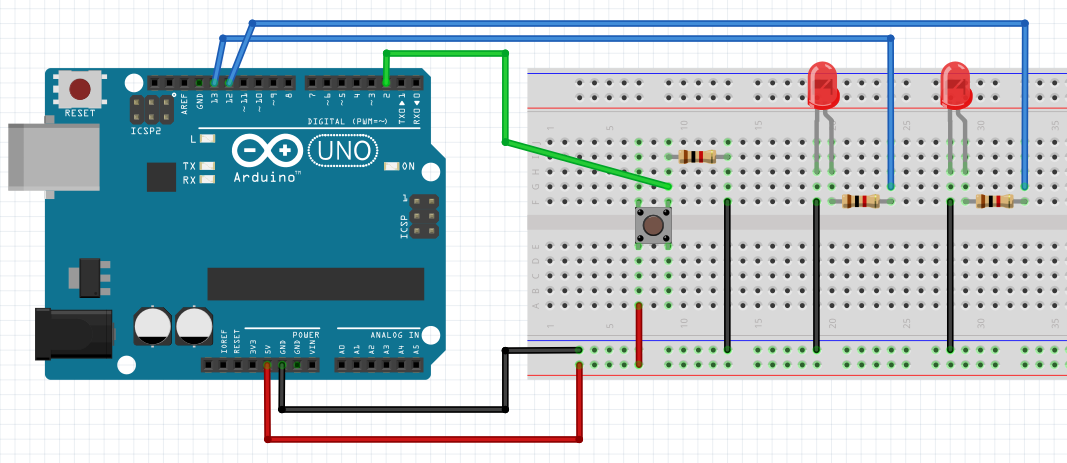 RESET
ICSP2
AREF
GND
13
12
~11
~10
~9
8
7
~6
~5
4
~3
2
TXD▶1
RXD◀0
DIGITAL (PWM=~)
L
TX
RX
UNO
Arduino™
ON
1
ICSP
POWER
ANALOG IN
IOREF
RESET
3V3
5V
GND
GND
VIN
A0
A1
A2
A3
A4
A5
1 5 10 15 20 25 30 35
J
I
H
G
F
E
D
C
B
A
1 5 10 15 20 25 30 35